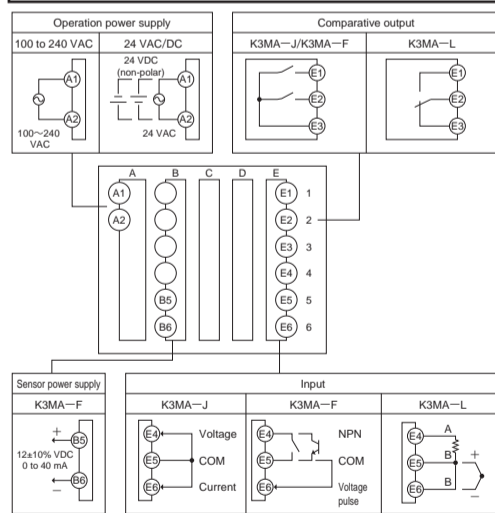 Operation power supply
100 to 240 VAC
24 VAC/DC
24 VDC
(non-polar)
A1
A2
100～240
VAC
A1
A2
24 VAC
Comparative output
K3MA—J/K3MA—F
K3MA—L
E1
E2
E3
E1
E2
E3
A B C D E
A1 E1 1
A2 E2 2
E3 3
E4 4
B5 E5 5
B6 E6 6
Sensor power supply
K3MA—F
+
B5
12±10% VDC
0 to 40 mA
B6
−
Input
K3MA—J
K3MA—F
K3MA—L
E4 Voltage
E5 COM
E6 Current
E4 NPN
E5 COM
E6 Voltage
pulse
E4 A
E5 B +
E6 B −